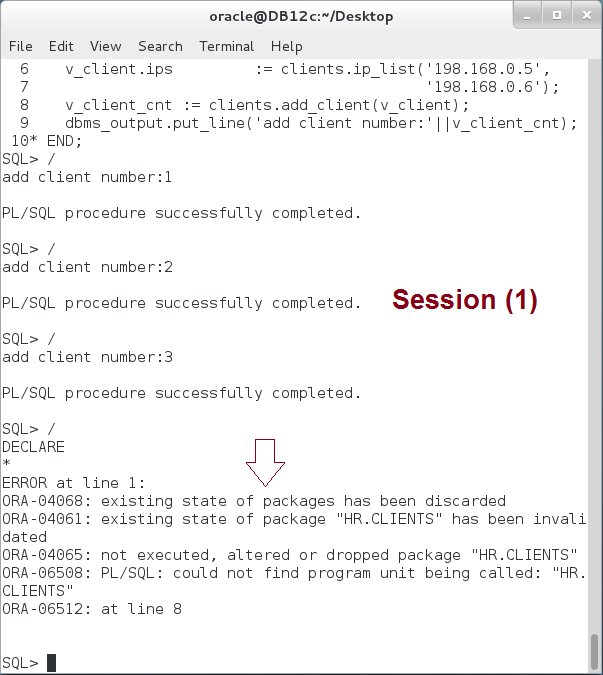 oracle@DB12c:~/Desktop
File Edit View Search Terminal Help
6 v_client.ips := clients.ip_list('198.168.0.5',
7 '198.168.0.6');
8 v_client_cnt := clients.add_client(v_client);
9 dbms_output.put_line('add client number:'||v_client_cnt);
10* END;
SQL> /
add client number:1
PL/SQL procedure successfully completed.
SQL> /
add client number:2
PL/SQL procedure successfully completed.
Session (1)
SQL> /
add client number:3
PL/SQL procedure successfully completed.
SQL> /
DECLARE
*
ERROR at line 1:
ORA-04068: existing state of packages has been discarded
ORA-04061: existing state of package "HR.CLIENTS" has been invali
dated
ORA-04065: not executed, altered or dropped package "HR.CLIENTS"
ORA-06508: PL/SQL: could not find program unit being called: "HR.
CLIENTS"
ORA-06512: at line 8
SQL>